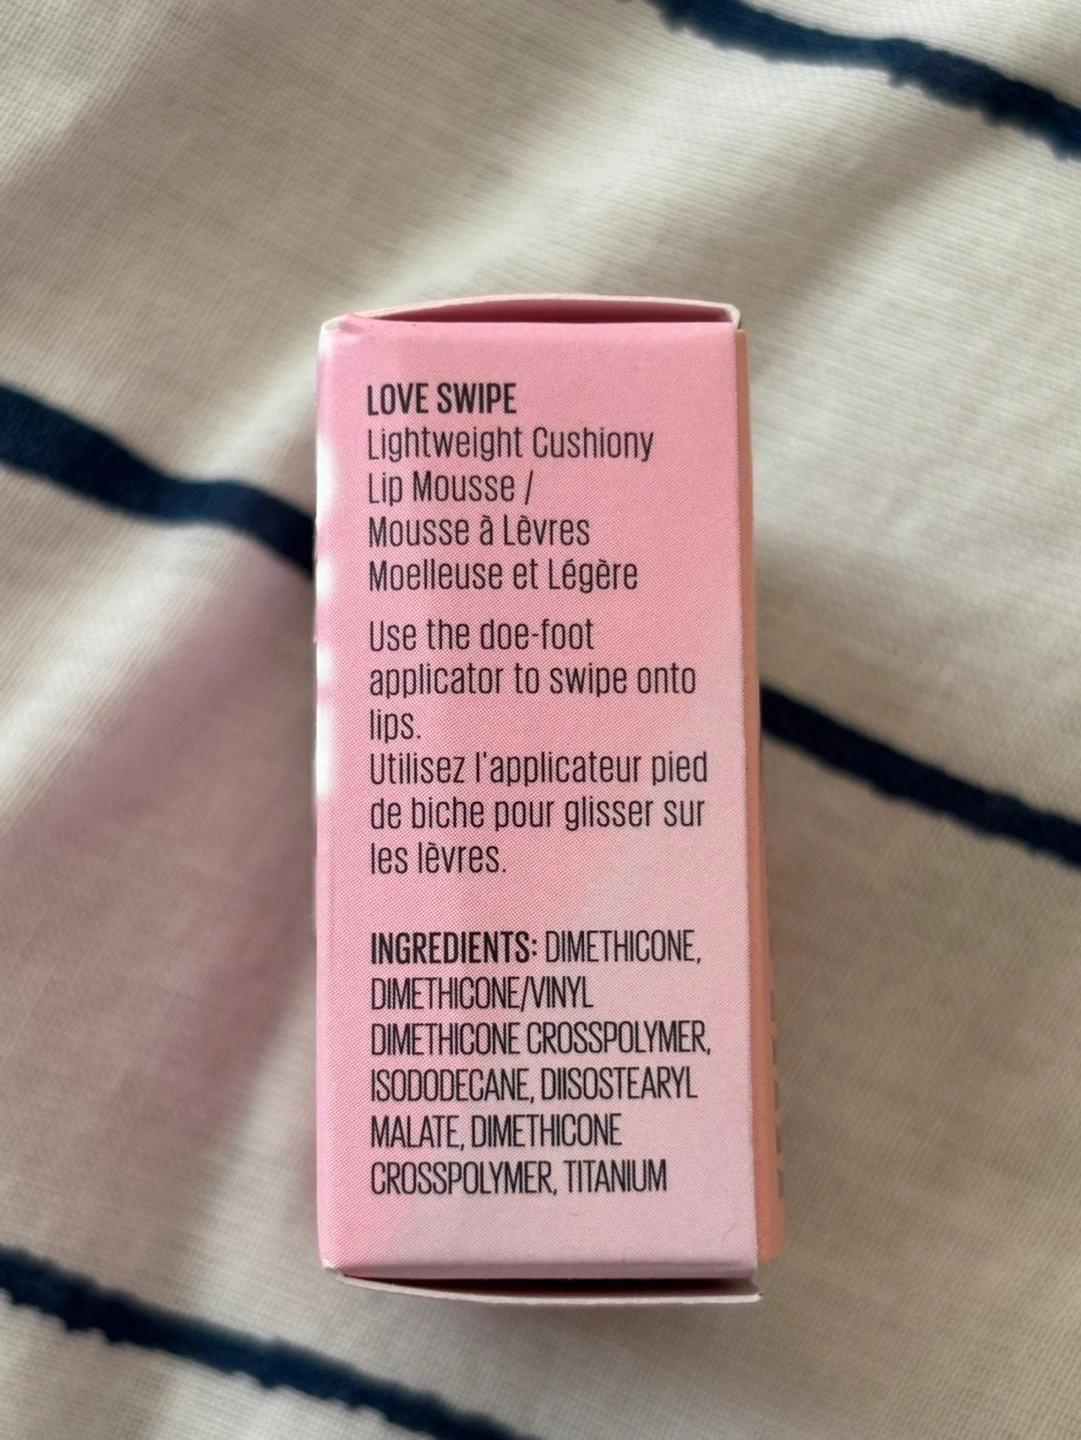 LOVE SWIPE
Lightweight Cushiony
Lip Mousse /
Mousse à Lèvres
Moelleuse et Légère
Use the doe-foot
applicator to swipe onto
lips.
Utilisez l'applicateur pied
de biche pour glisser sur
les lèvres.
INGREDIENTS: DIMETHICONE,
DIMETHICONE/VINYL
DIMETHICONE CROSSPOLYMER,
ISODODECANE, DIISOSTEARYL
MALATE, DIMETHICONE
CROSSPOLYMER, TITANIUM